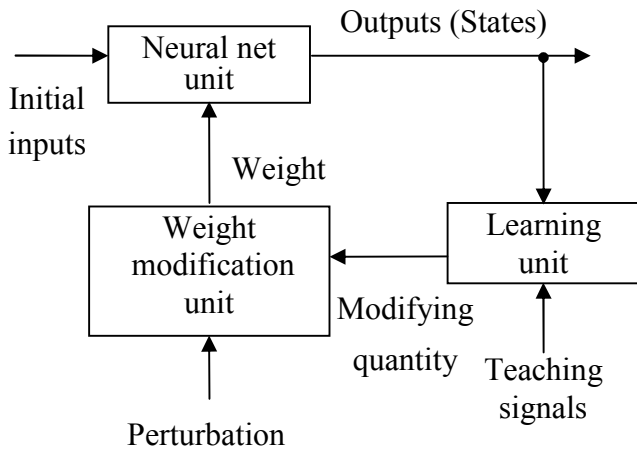 Outputs (States)
Neural net
unit
Initial
inputs
Weight
Weight
modification
unit
Learning
unit
Modifying
quantity
Teaching
signals
Perturbation